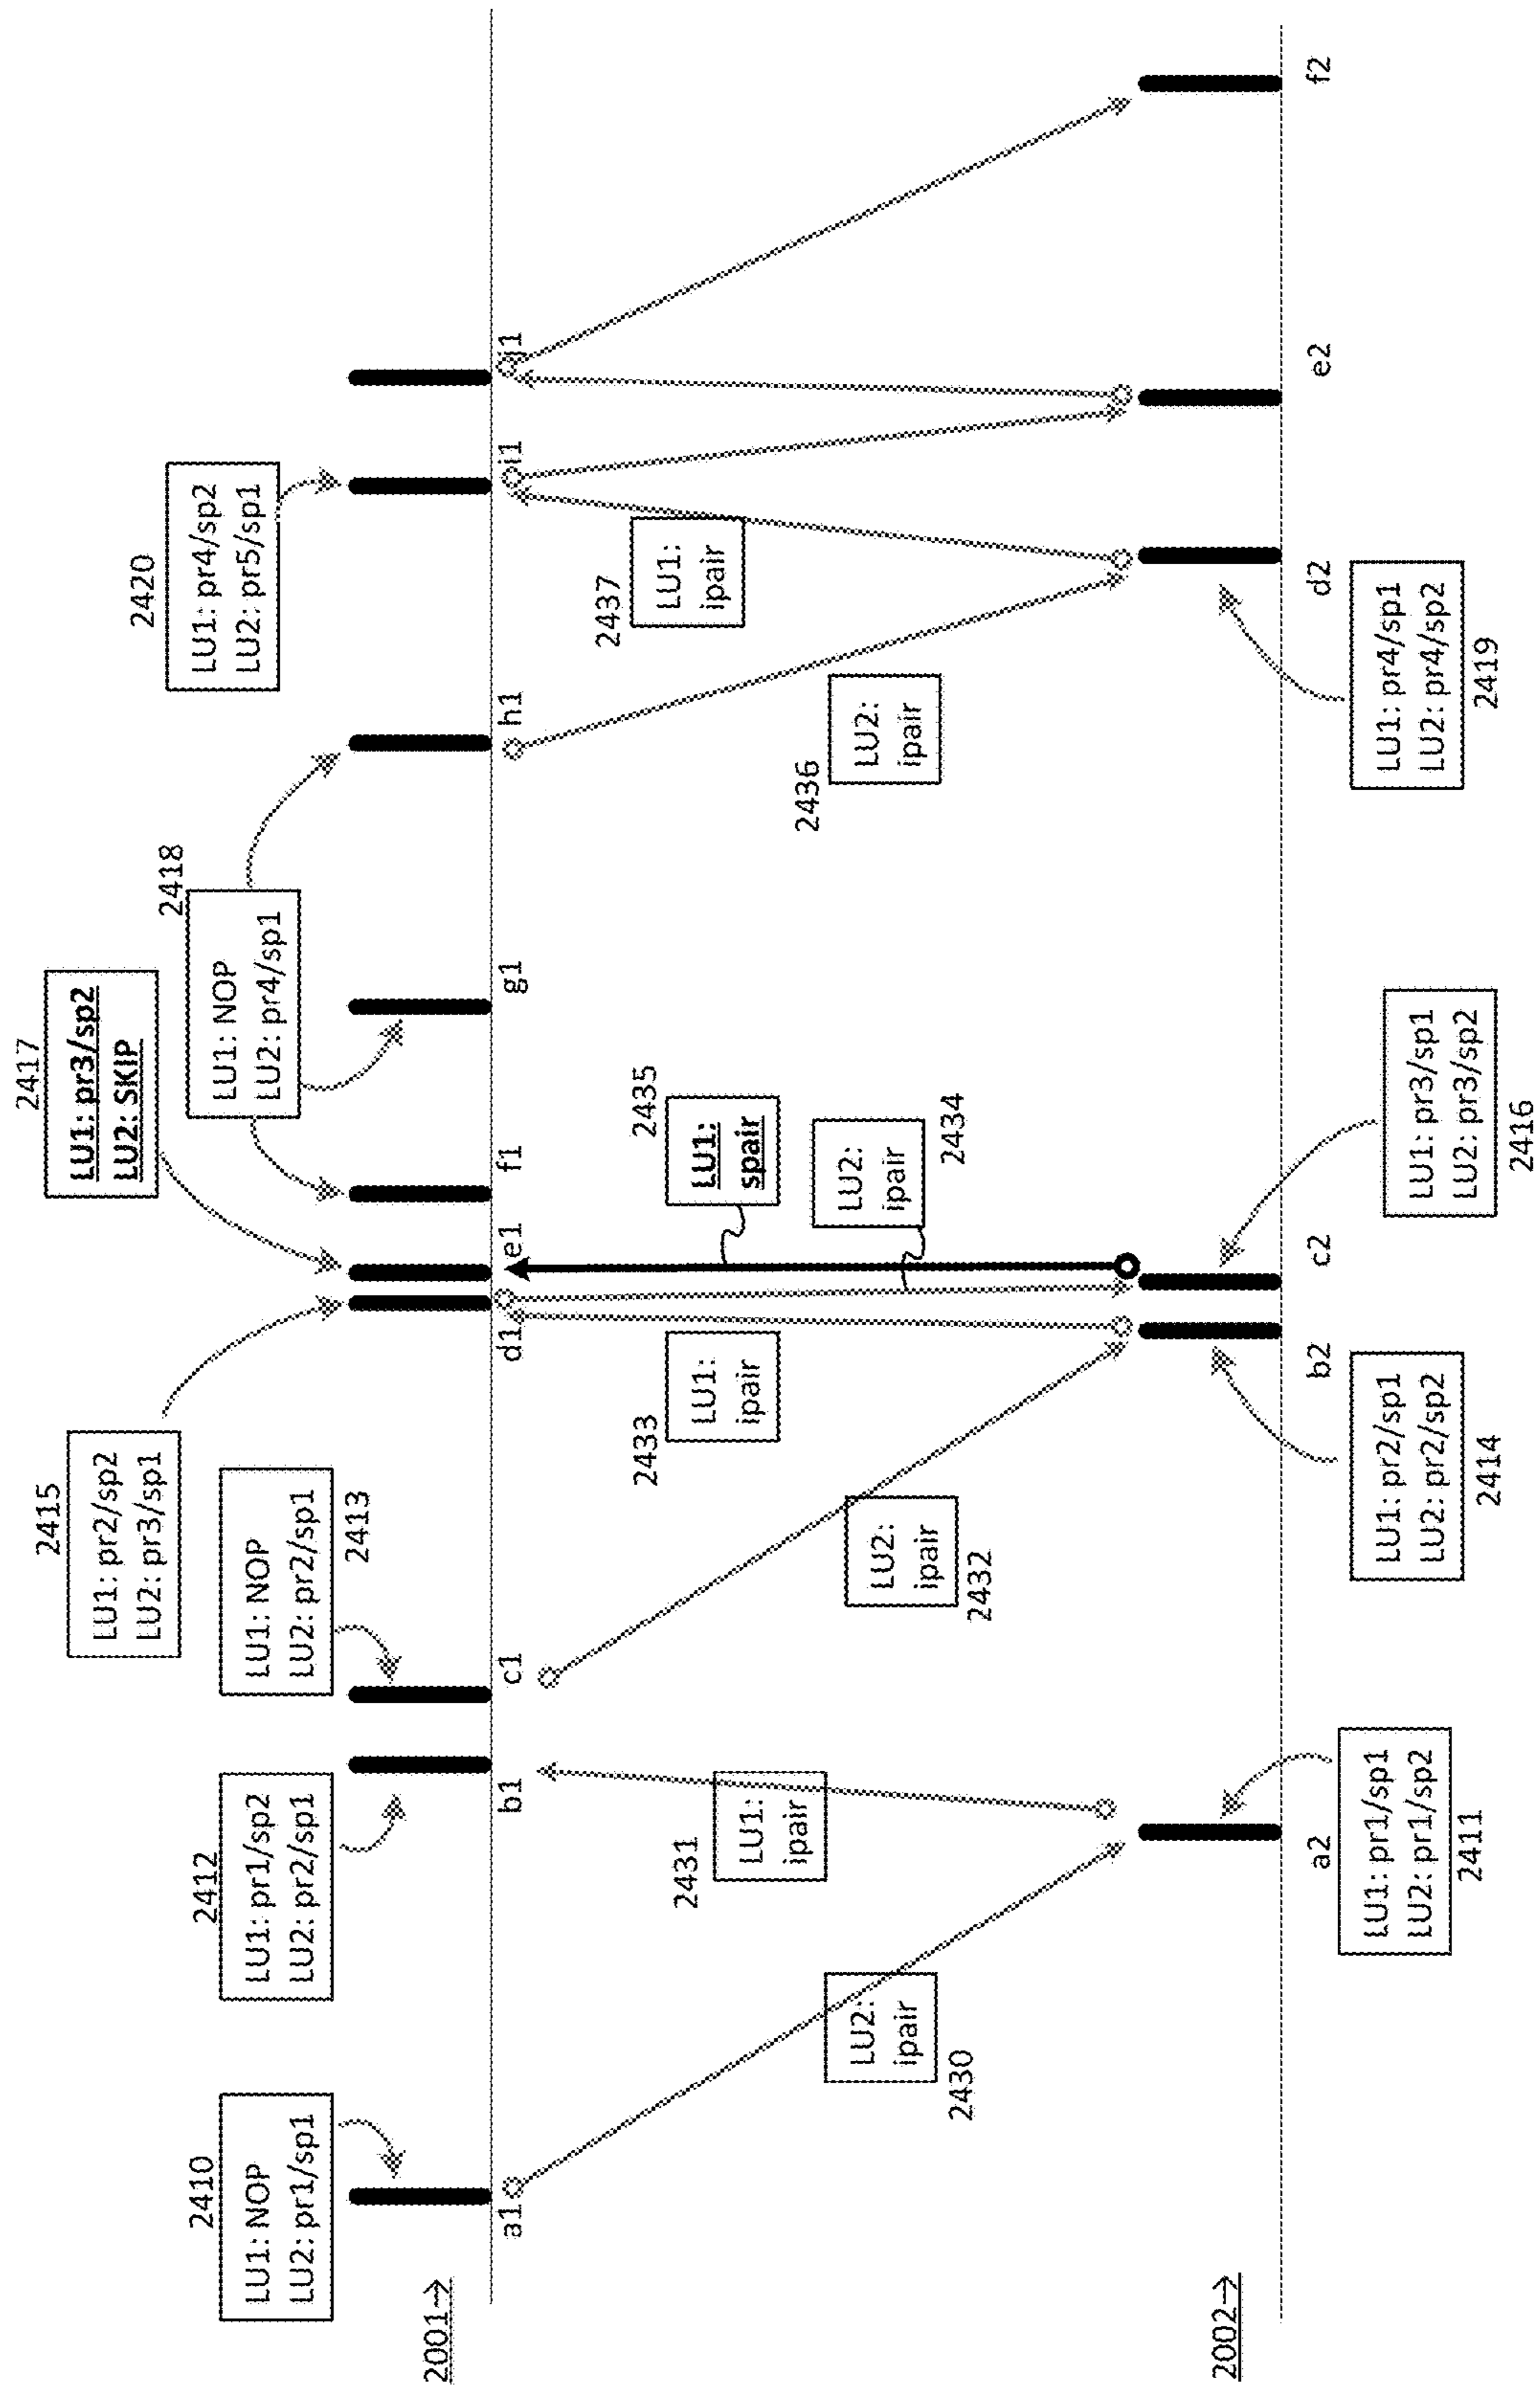 2415
LU1: pr2/sp2
LU2: pr3/sp1
2417
LU1: pr3/sp2
LU2: SKIP
2410
LU1: NOP
LU2: pr1/sp1
2412
LU1: pr1/sp2
LU2: pr2/sp1
LU1: NOP
LU2: pr2/sp1
2413
2418
LU1: NOP
LU2: pr4/sp1
2420
LU1: pr4/sp2
LU2: pr5/sp1
2001→
a1
b1
c1
d1
e1
f1
g1
h1
i1
j1
2431
LU1:
ipair
2433
LU1:
ipair
2435
LU1:
spair
2437
LU1:
ipair
LU2:
ipair
2430
LU2:
ipair
2432
LU2:
ipair
2434
2436
LU2:
ipair
2002→
a2
b2
c2
d2
e2
f2
LU1: pr1/sp1
LU2: pr1/sp2
2411
LU1: pr2/sp1
LU2: pr2/sp2
2414
LU1: pr3/sp1
LU2: pr3/sp2
2416
LU1: pr4/sp1
LU2: pr4/sp2
2419